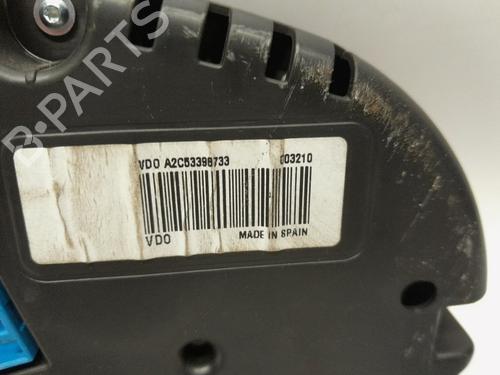 B-PARTS
VDO A2C53398733 003210
VDO MADE IN SPAIN